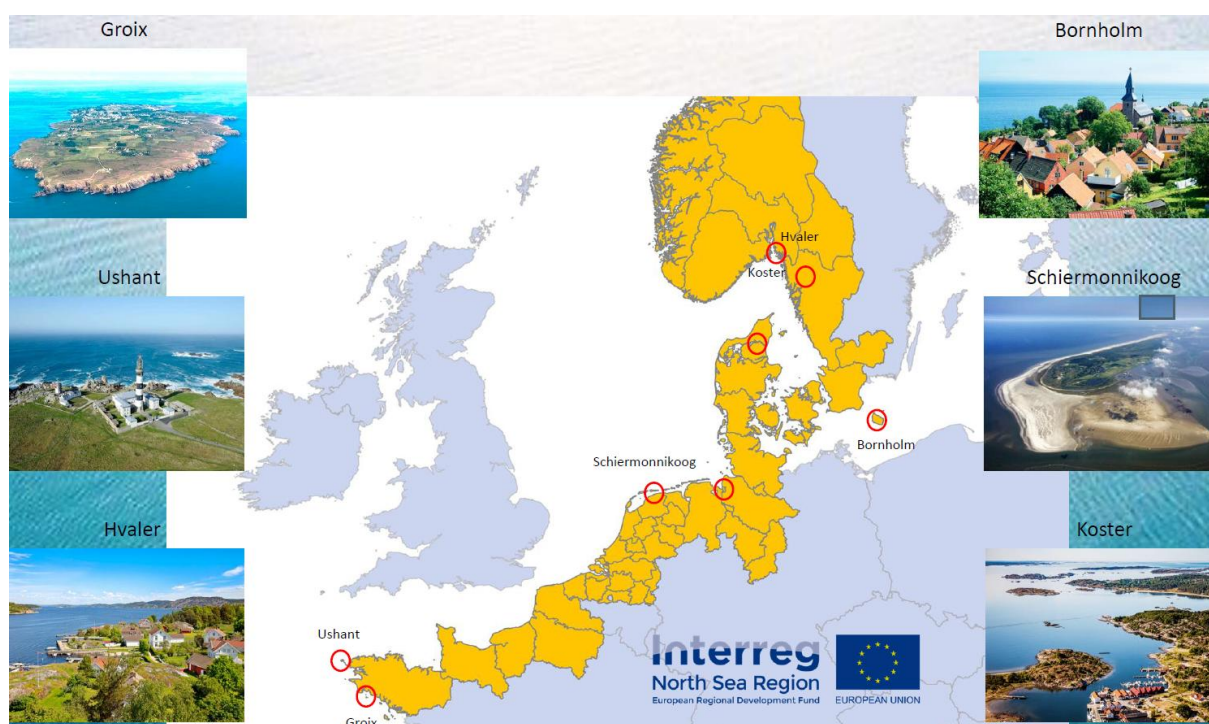 Groix
Bornholm
Ushant
Schiermonnikoog
Hvaler
Koster
Hvaler
Koster
Bornholm
Schiermonnikoog
Ushant
Groix
Interreg
North Sea Region
European Regional Development Fund
EUROPEAN UNION